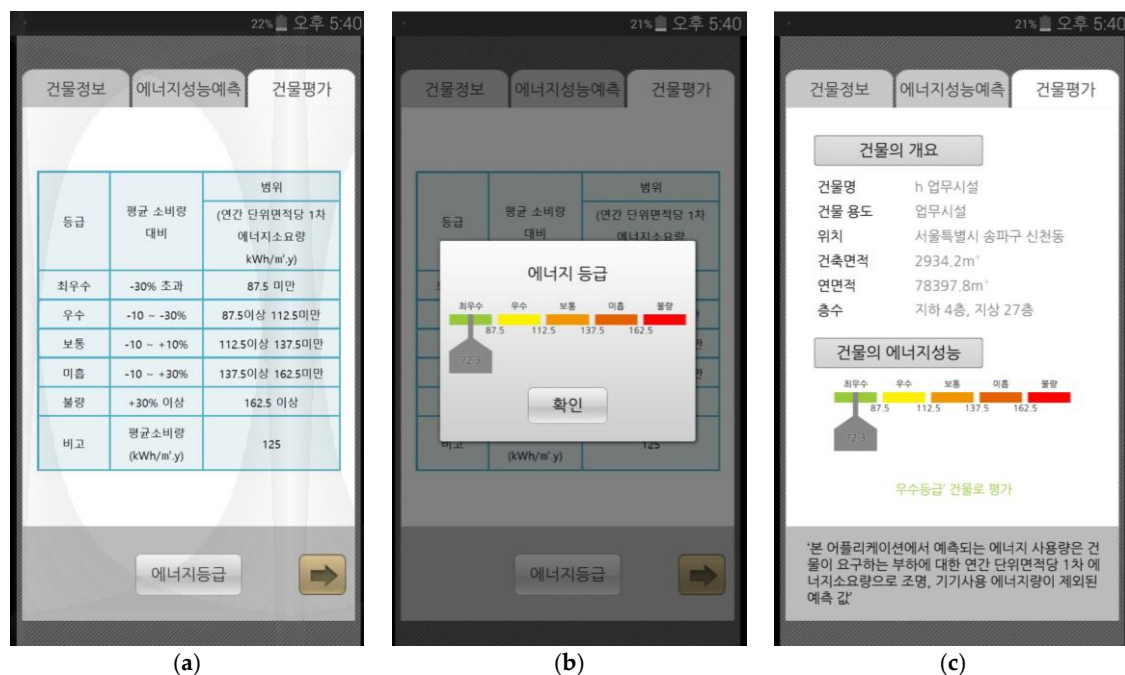 22% 오후 5:40
건물정보 에너지성능예측 건물평가
등급 평균 소비량 대비 범위
(연간 단위면적당 1차
에너지소요량
kWh/㎡.y)
최우수 -30% 초과 87.5 미만
우수 -10 ~ -30% 87.5이상 112.5미만
보통 -10 ~ +10% 112.5이상 137.5미만
미흡 -10 ~ +30% 137.5이상 162.5미만
불량 +30% 이상 162.5 이상
비고 평균소비량 125
(kWh/㎡.y)
에너지등급
(a)
21% 오후 5:40
건물정보 에너지성능예측 건물평가
범위
등급 평균 소비량 대비 (연간 단위면적당 1차
에너지소요량
에너지 등급
최우수 우수 보통 미흡 불량
87.5 112.5 137.5 162.5
72.3
확인
비고 125
(kWh/㎡.y)
에너지등급
(b)
21% 오후 5:40
건물정보 에너지성능예측 건물평가
건물의 개요
건물명 h 업무시설
건물 용도 업무시설
위치 서울특별시 송파구 신천동
건축면적 2934.2m²
연면적 78397.8m²
층수 지하 4층, 지상 27층
건물의 에너지성능
최우수 우수 보통 미흡 불량
87.5 112.5 137.5 162.5
72.3
우수등급' 건물로 평가
'본 어플리케이션에서 예측되는 에너지 사용량은 건
물이 요구하는 부하에 대한 연간 단위면적당 1차 에
너지소요량으로 조명, 기기사용 에너지량이 제외된
예측 값'
(c)